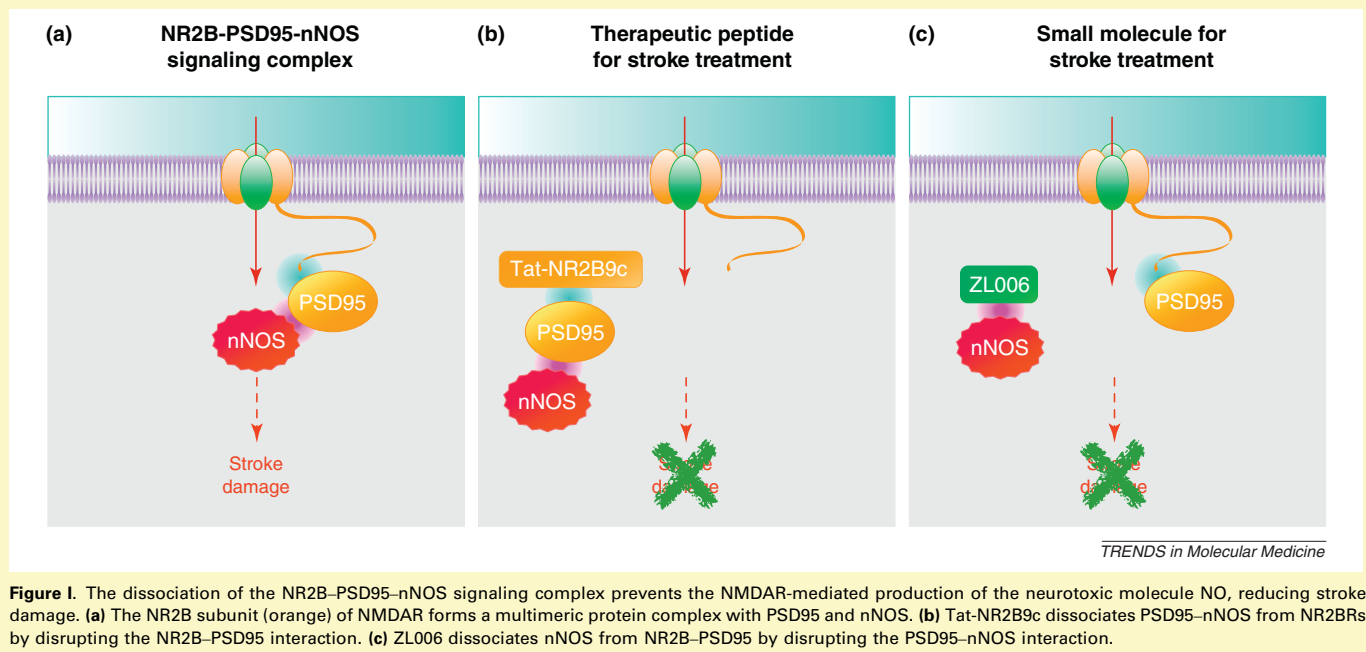 (a) NR2B-PSD95-nNOS
signaling complex
(b) Therapeutic peptide
for stroke treatment
(c) Small molecule for
stroke treatment
PSD95
nNOS
Stroke
damage
Tat-NR2B9c
PSD95
nNOS
Stroke
damage
ZL006
nNOS
PSD95
Stroke
damage
TRENDS in Molecular Medicine
Figure I. The dissociation of the NR2B–PSD95–nNOS signaling complex prevents the NMDAR-mediated production of the neurotoxic molecule NO, reducing stroke
damage. (a) The NR2B subunit (orange) of NMDAR forms a multimeric protein complex with PSD95 and nNOS. (b) Tat-NR2B9c dissociates PSD95–nNOS from NR2BRs
by disrupting the NR2B–PSD95 interaction. (c) ZL006 dissociates nNOS from NR2B–PSD95 by disrupting the PSD95–nNOS interaction.